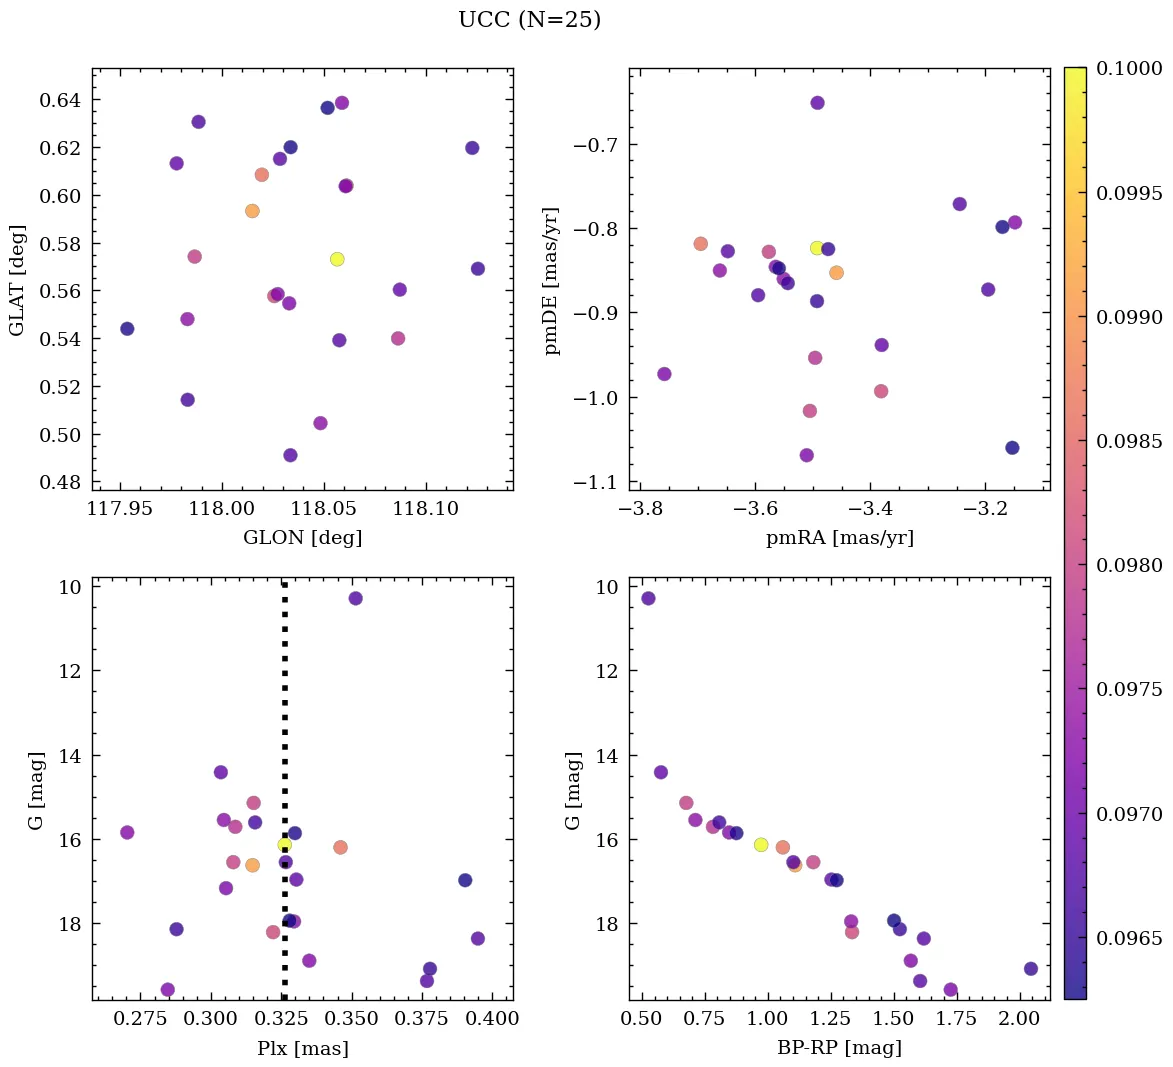 UCC (N=25)
0.64
0.62
0.60
0.58
0.56
0.54
0.52
0.50
0.48
GLAT [deg]
117.95 118.00 118.05 118.10
GLON [deg]
−0.7
−0.8
−0.9
−1.0
−1.1
pmDE [mas/yr]
−3.8 −3.6 −3.4 −3.2
pmRA [mas/yr]
10
12
14
16
18
G [mag]
0.275 0.300 0.325 0.350 0.375 0.400
Plx [mas]
10
12
14
16
18
G [mag]
0.50 0.75 1.00 1.25 1.50 1.75 2.00
BP-RP [mag]
0.1000
0.0995
0.0990
0.0985
0.0980
0.0975
0.0970
0.0965